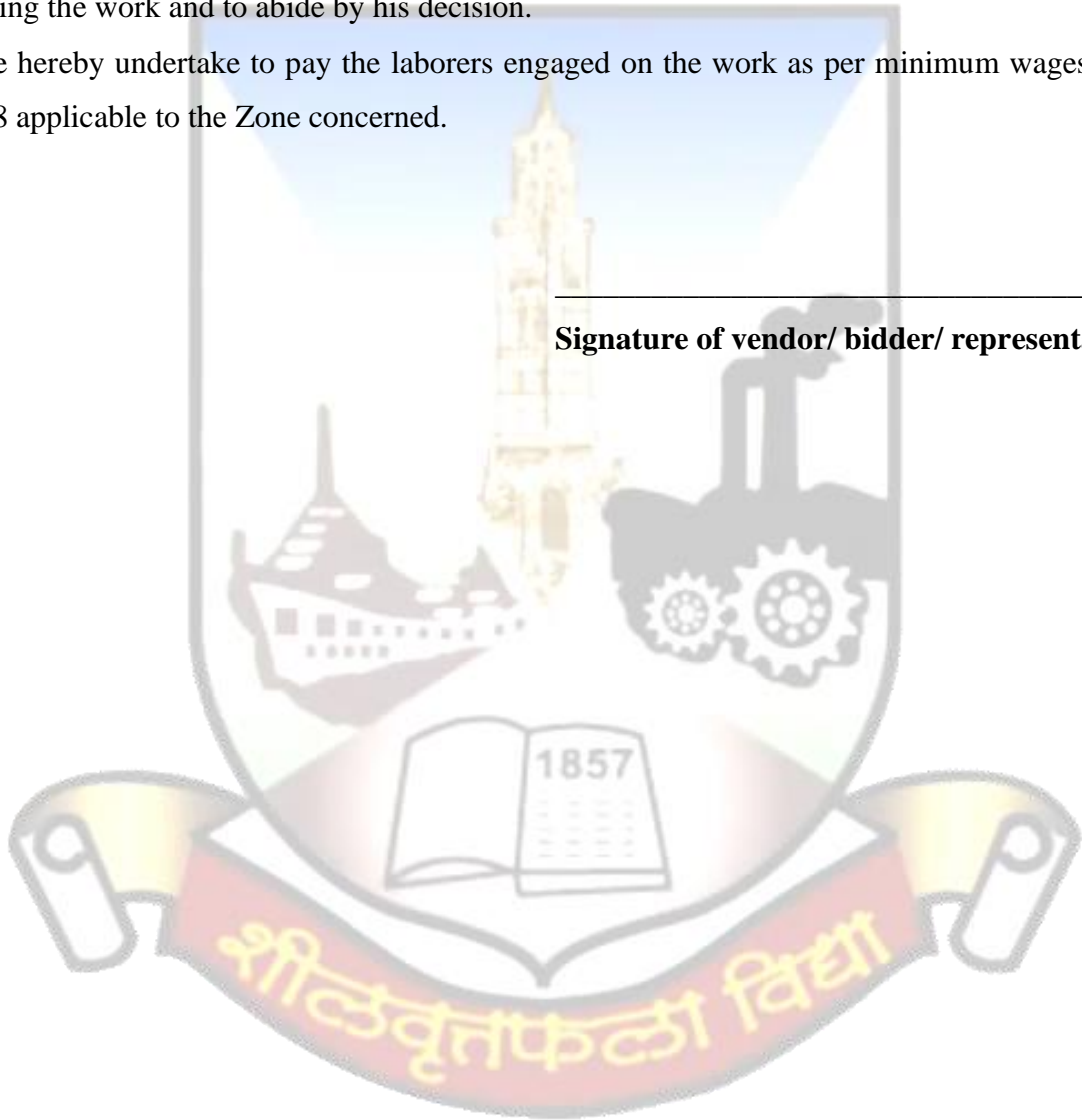 ing the work and to abide by his decision.
e hereby undertake to pay the laborers engaged on the work as per minimum wages
8 applicable to the Zone concerned.
Signature of vendor/ bidder/ represent
1857
शीलवृत्तफला विद्या